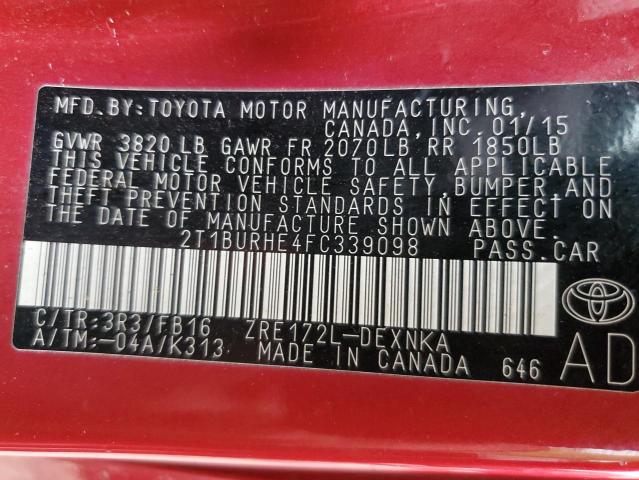 MFD. BY: TOYOTA MOTOR MANUFACTURING,
CANADA, INC. 01/15
GVWR 3820 LB GAWR FR 2070LB RR 1850LB
THIS VEHICLE CONFORMS TO ALL APPLICABLE
FEDERAL MOTOR VEHICLE SAFETY, BUMPER AND
THEFT PREVENTION STANDARDS IN EFFECT ON
THE DATE OF MANUFACTURE SHOWN ABOVE.
2T1BURHE4FC339098 PASS.CAR
C/TR:3R3/FB16 ZRE172L-DEXNKA
A/TM:-04A/K313 MADE IN CANADA 646 AD